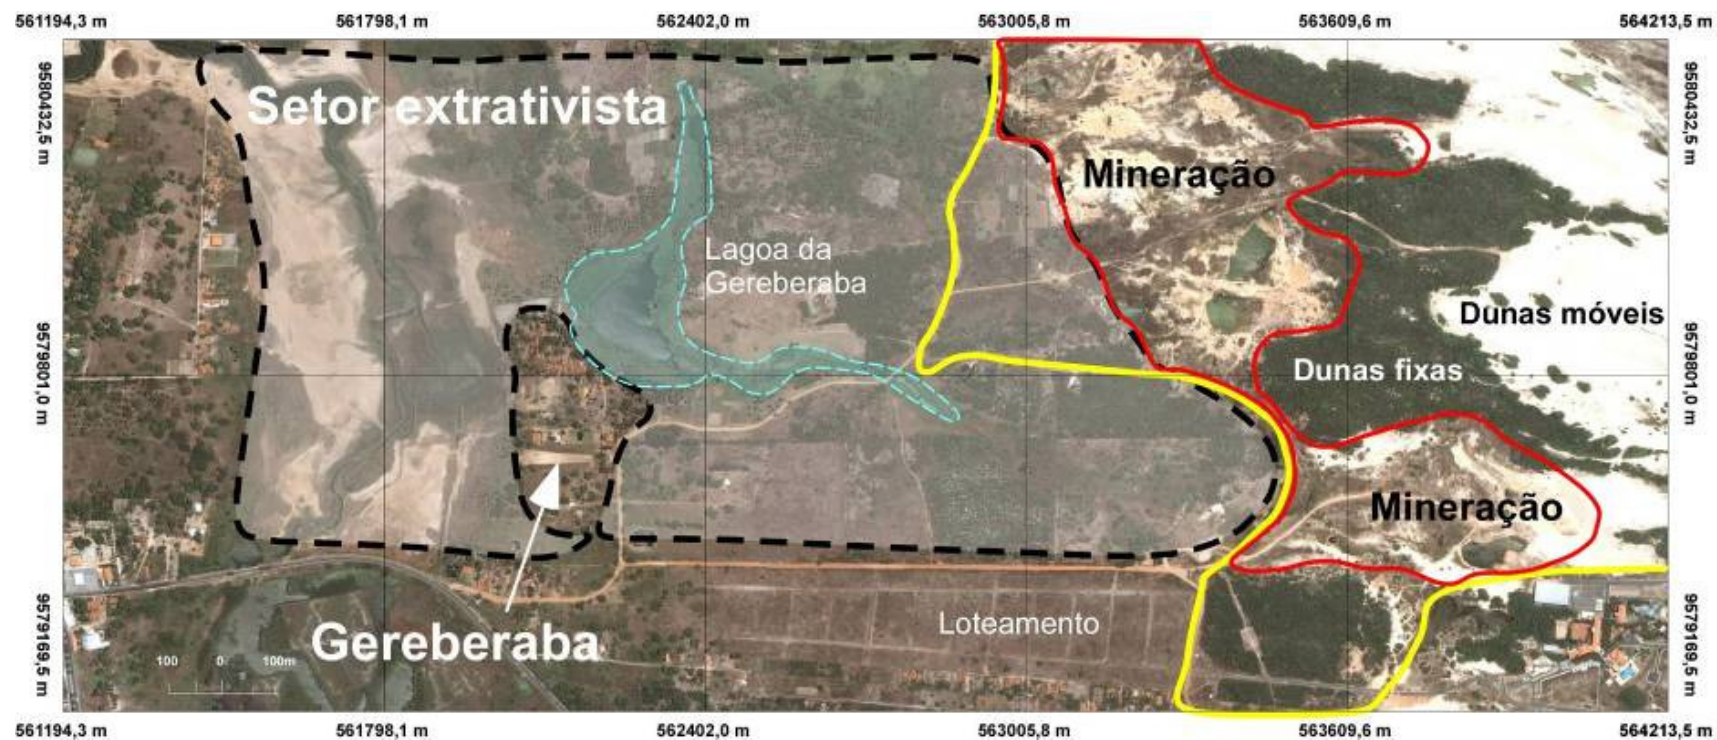 561194,3 m 561798,1 m 562402,0 m 563005,8 m 563609,6 m 564213,5 m
9580432,5 m
9580432,5 m
Setor extrativista
Mineração
Lagoa da
Gereberaba
Dunas móveis
9579801,0 m
9579801,0 m
Dunas fixas
Mineração
9579169,5 m
9579169,5 m
Loteamento
Gereberaba
100 0 100m
561194,3 m 561798,1 m 562402,0 m 563005,8 m 563609,6 m 564213,5 m